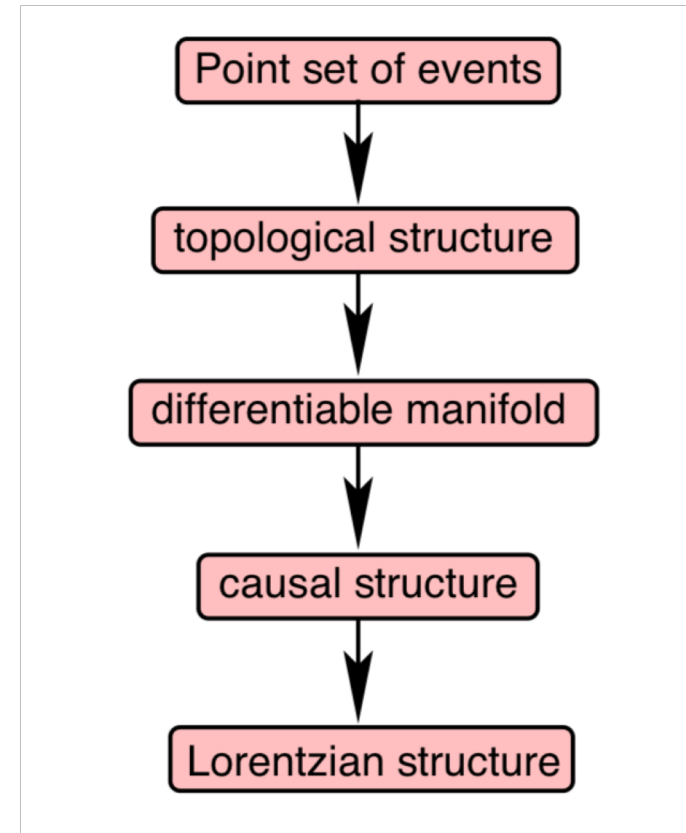 Point set of events
topological structure
differentiable manifold
causal structure
Lorentzian structure